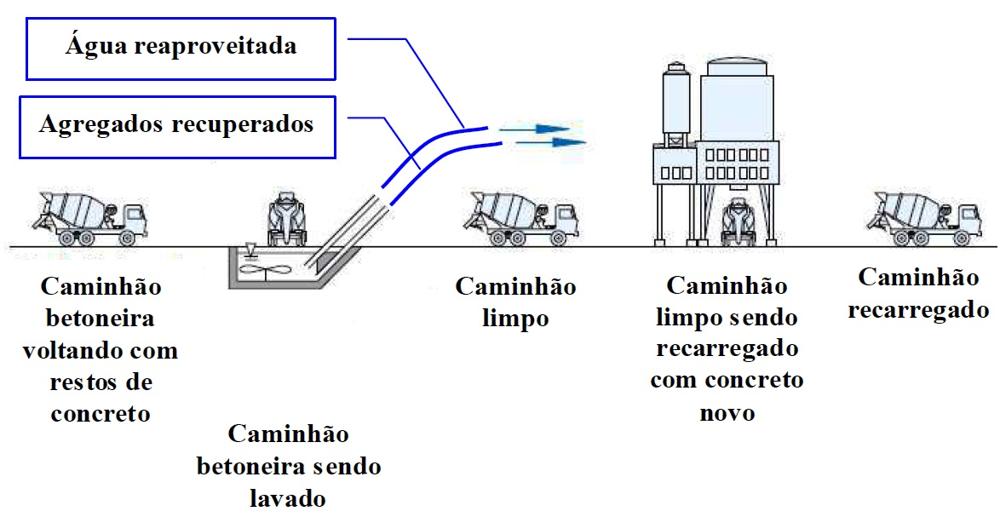 Água reaproveitada
Agregados recuperados
Caminhão
betoneira
voltando com
restos de
concreto
Caminhão
betoneira sendo
lavado
Caminhão
limpo
Caminhão
limpo sendo
recarregado
com concreto
novo
Caminhão
recarregado